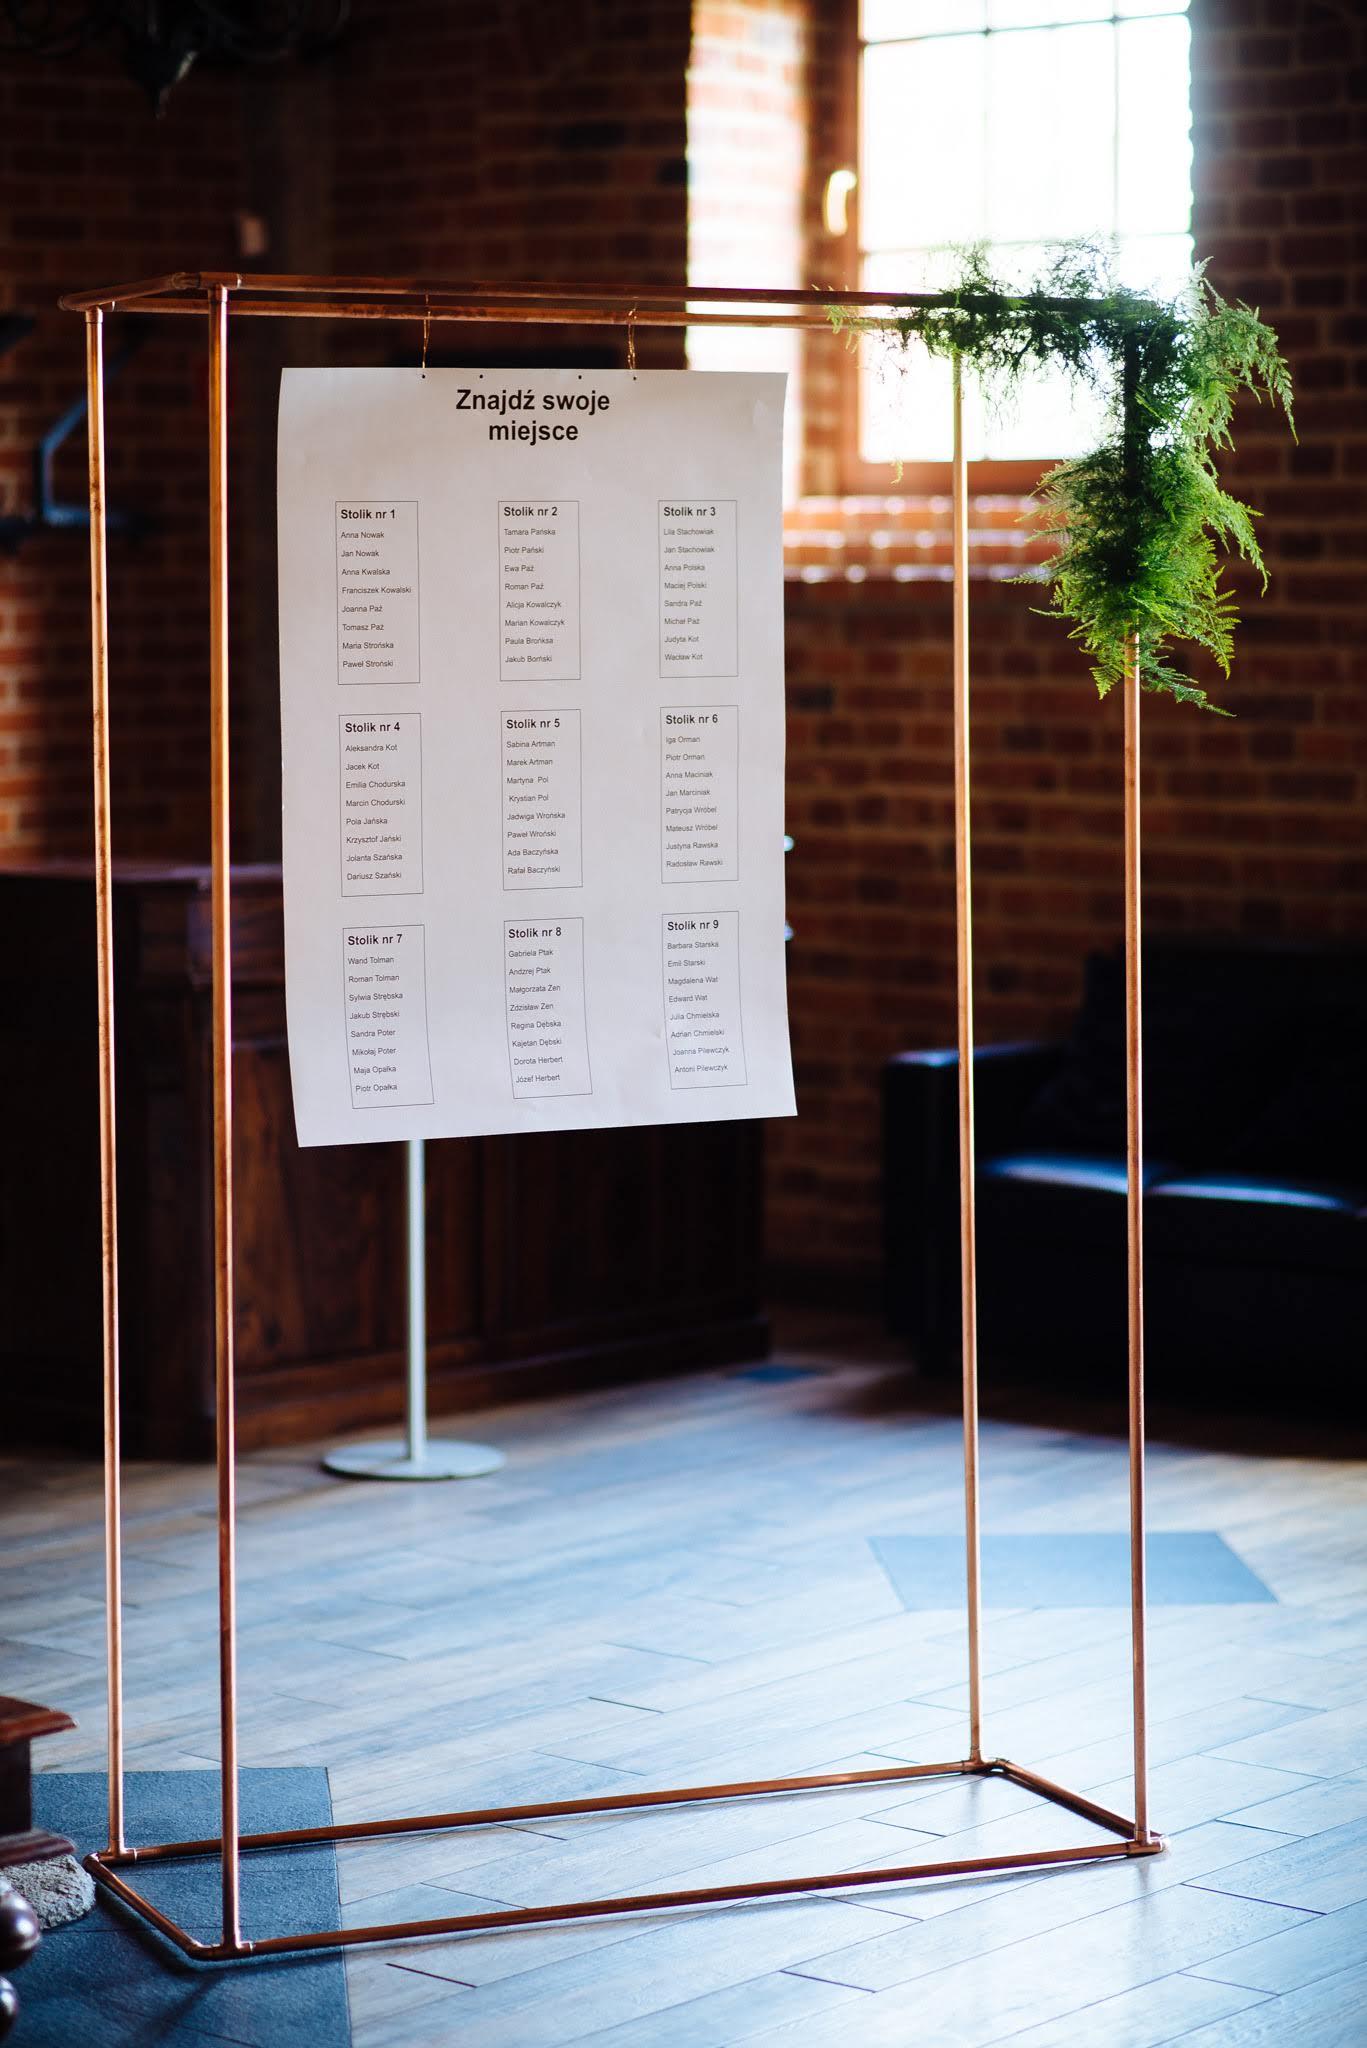 Znajdź swoje
miejsce
Stolik nr 1
Anna Nowak
Jan Nowak
Anna Kwalska
Franciszek Kowalski
Joanna Paź
Tomasz Paź
Maria Strońska
Paweł Stroński
Stolik nr 2
Tamara Pańska
Piotr Pański
Ewa Paź
Roman Paź
Alicja Kowalczyk
Marian Kowalczyk
Paula Brońksa
Jakub Borński
Stolik nr 3
Lila Stachowiak
Jan Stachowiak
Anna Polska
Maciej Polski
Sandra Paź
Michał Paź
Judyta Kot
Wacław Kot
Stolik nr 4
Aleksandra Kot
Jacek Kot
Emilia Chodurska
Marcin Chodurski
Pola Jańska
Krzysztof Jański
Jolanta Szańska
Dariusz Szański
Stolik nr 5
Sabina Artman
Marek Artman
Martyna Pol
Krystian Pol
Jadwiga Wrońska
Paweł Wroński
Ada Baczyńska
Rafał Baczyński
Stolik nr 6
Iga Orman
Piotr Orman
Anna Maciniak
Jan Marciniak
Patrycja Wróbel
Mateusz Wróbel
Justyna Rawska
Radosław Rawski
Stolik nr 7
Wand Tolman
Roman Tolman
Sylwia Strębska
Jakub Strębski
Sandra Poter
Mikołaj Poter
Maja Opałka
Piotr Opałka
Stolik nr 8
Gabriela Ptak
Andzrej Ptak
Małgorzata Zen
Zdzisław Zen
Regina Dębska
Kajetan Dębski
Dorota Herbert
Józef Herbert
Stolik nr 9
Barbara Starska
Emil Starski
Magdalena Wat
Edward Wat
Julia Chmielska
Adrian Chmielski
Joanna Pilewczyk
Antoni Pilewczyk